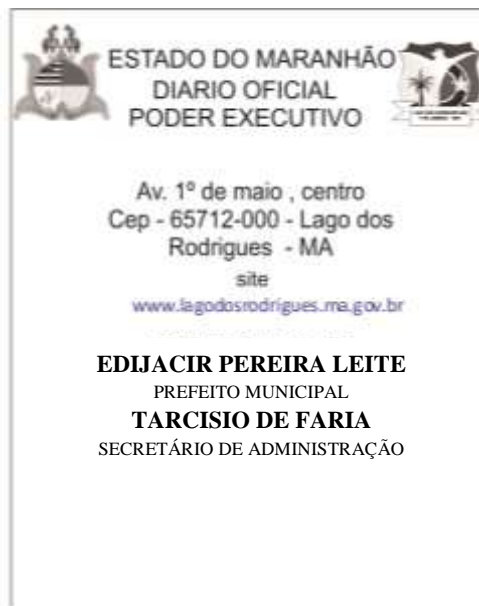 ESTADO DO MARANHÃO
DIARIO OFICIAL
PODER EXECUTIVO
Av. 1º de maio , centro
Cep - 65712-000 - Lago dos
Rodrigues - MA
site
www.lagodosrodrigues.ma.gov.br
EDIJACIR PEREIRA LEITE
PREFEITO MUNICIPAL
TARCISIO DE FARIA
SECRETÁRIO DE ADMINISTRAÇÃO